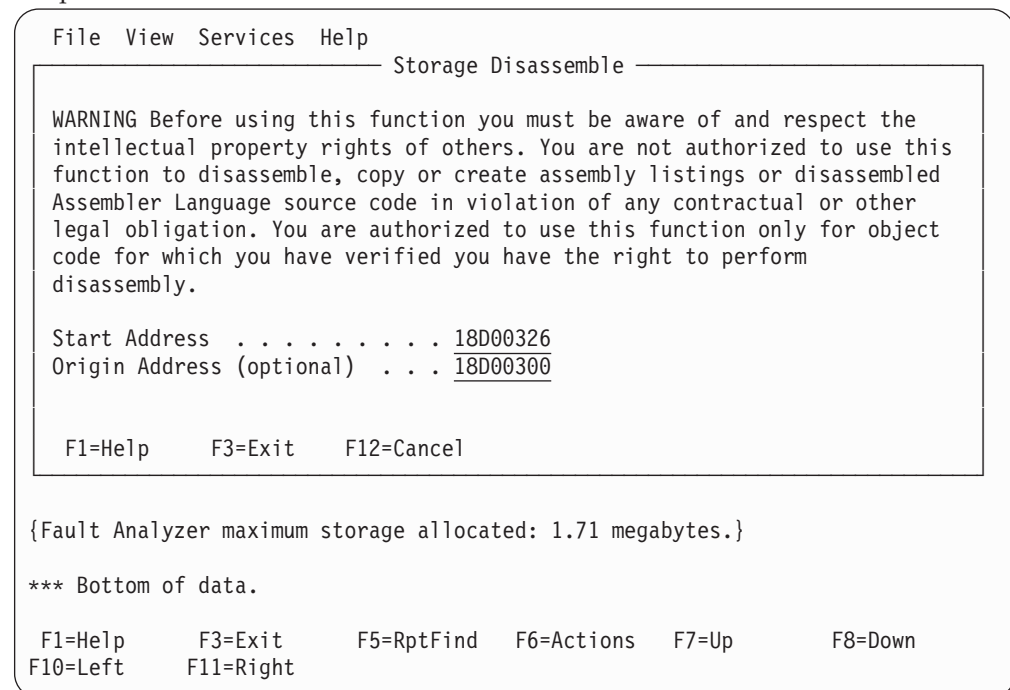 File View Services Help
Storage Disassemble
WARNING Before using this function you must be aware of and respect the
intellectual property rights of others. You are not authorized to use this
function to disassemble, copy or create assembly listings or disassembled
Assembler Language source code in violation of any contractual or other
legal obligation. You are authorized to use this function only for object
code for which you have verified you have the right to perform
disassembly.
Start Address . . . . . . . . . 18D00326
Origin Address (optional) . . . 18D00300
F1=Help F3=Exit F12=Cancel
{Fault Analyzer maximum storage allocated: 1.71 megabytes.}
*** Bottom of data.
F1=Help F3=Exit F5=RptFind F6=Actions F7=Up F8=Down
F10=Left F11=Right